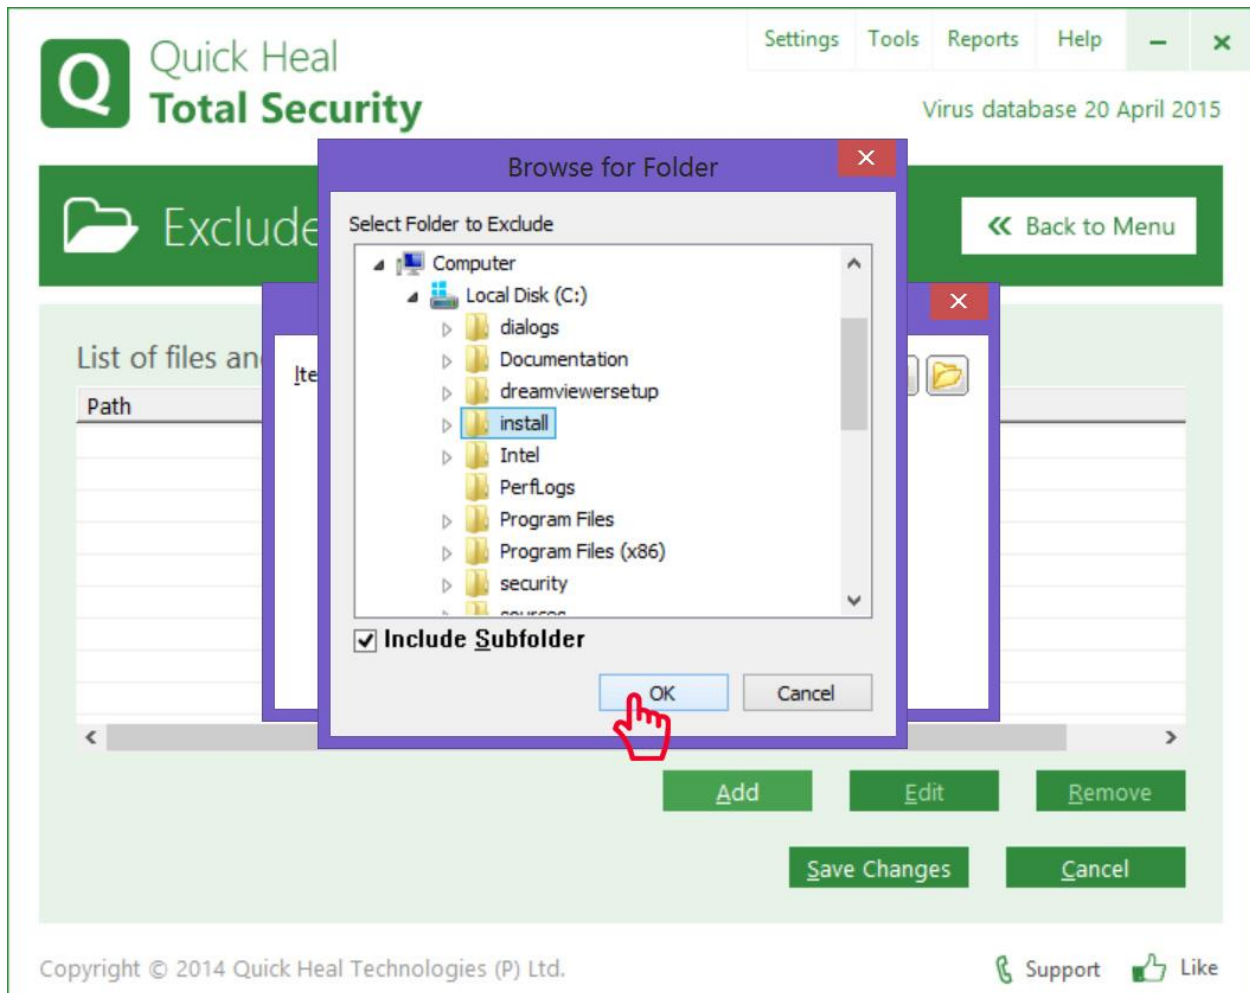 Settings Tools Reports Help
Q Quick Heal
Total Security
Virus database 20 April 2015
Browse for Folder
Exclude
Back to Menu
Select Folder to Exclude
Computer
Local Disk (C:)
dialogs
Documentation
dreamviewersetup
install
Intel
PerfLogs
Program Files
Program Files (x86)
security
sources
Include Subfolder
OK Cancel
List of files an
Ite
Path
Add Edit Remove
Save Changes Cancel
Copyright © 2014 Quick Heal Technologies (P) Ltd.
Support Like